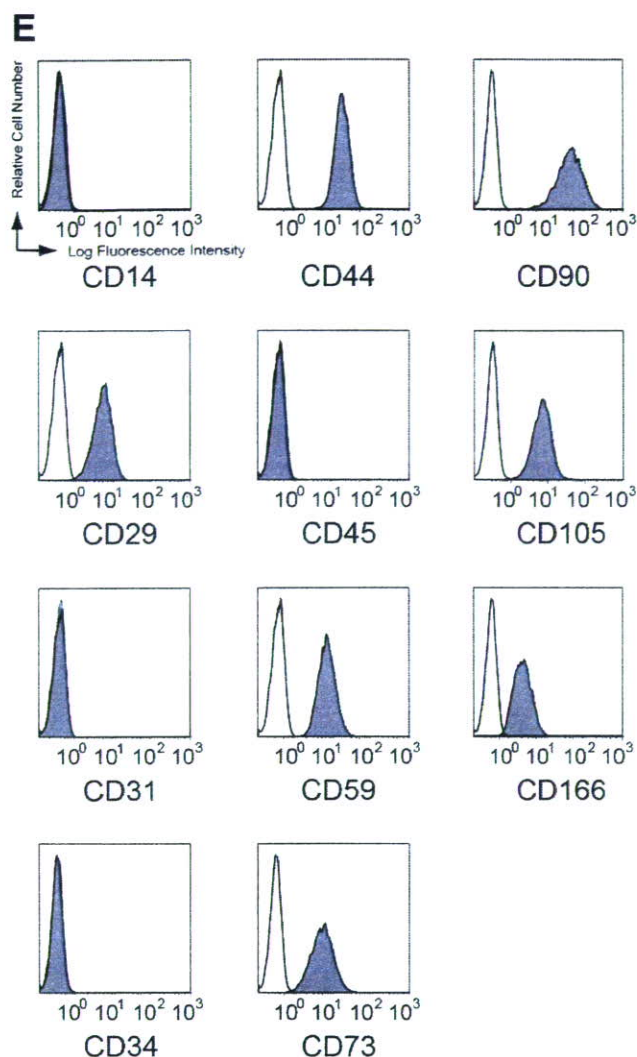 E
Relative Cell Number
Log Fluorescence Intensity
10⁰ 10¹ 10² 10³
CD14
10⁰ 10¹ 10² 10³
CD44
10⁰ 10¹ 10² 10³
CD90
10⁰ 10¹ 10² 10³
CD29
10⁰ 10¹ 10² 10³
CD45
10⁰ 10¹ 10² 10³
CD105
10⁰ 10¹ 10² 10³
CD31
10⁰ 10¹ 10² 10³
CD59
10⁰ 10¹ 10² 10³
CD166
10⁰ 10¹ 10² 10³
CD34
10⁰ 10¹ 10² 10³
CD73